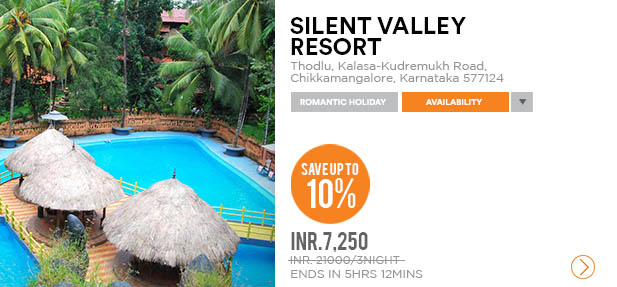 SILENT VALLEY
RESORT
Thodlu, Kalasa-Kudremukh Road,
Chikkamangalore, Karnataka 577124
ROMANTIC HOLIDAY
AVAILABILITY
SAVE UP TO
10%
INR.7,250
INR. 21000/3NIGHT
ENDS IN 5HRS 12MINS